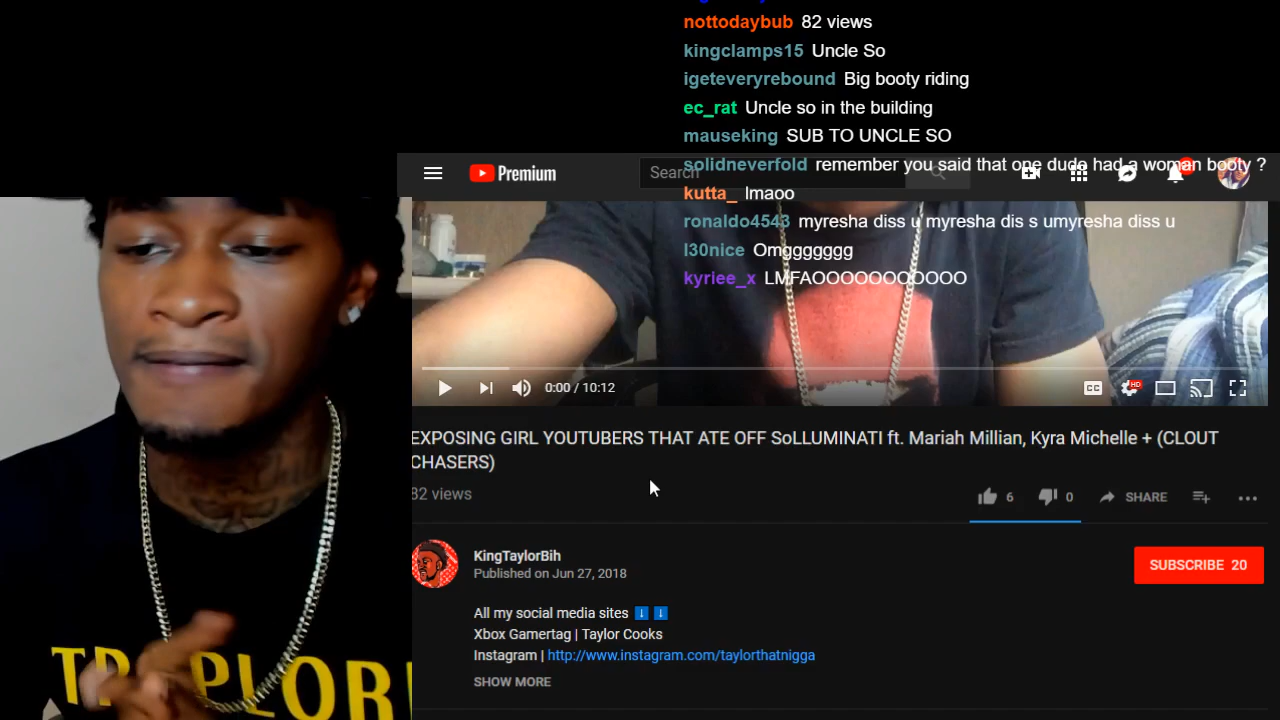 nottodaybub 82 views
kingclamps15 Uncle So
igeteveryrebound Big booty riding
ec_rat Uncle so in the building
mauseking SUB TO UNCLE SO
solidneverfold remember you said that one dude had a woman booty ?
Premium
Search
kutta_ lmaoo
ronaldo4543 myresha diss u myresha dis s umyresha diss u
l30nice Omggggggg
kyriee_x LMFAOOOOOOOOOOO
0:00 / 10:12
CC
HD
EXPOSING GIRL YOUTUBERS THAT ATE OFF SoLLUMINATI ft. Mariah Millian, Kyra Michelle + (CLOUT
CHASERS)
82 views
6
0
SHARE
KingTaylorBih
Published on Jun 27, 2018
SUBSCRIBE 20
All my social media sites
Xbox Gamertag | Taylor Cooks
Instagram | http://www.instagram.com/taylorthatnigga
SHOW MORE